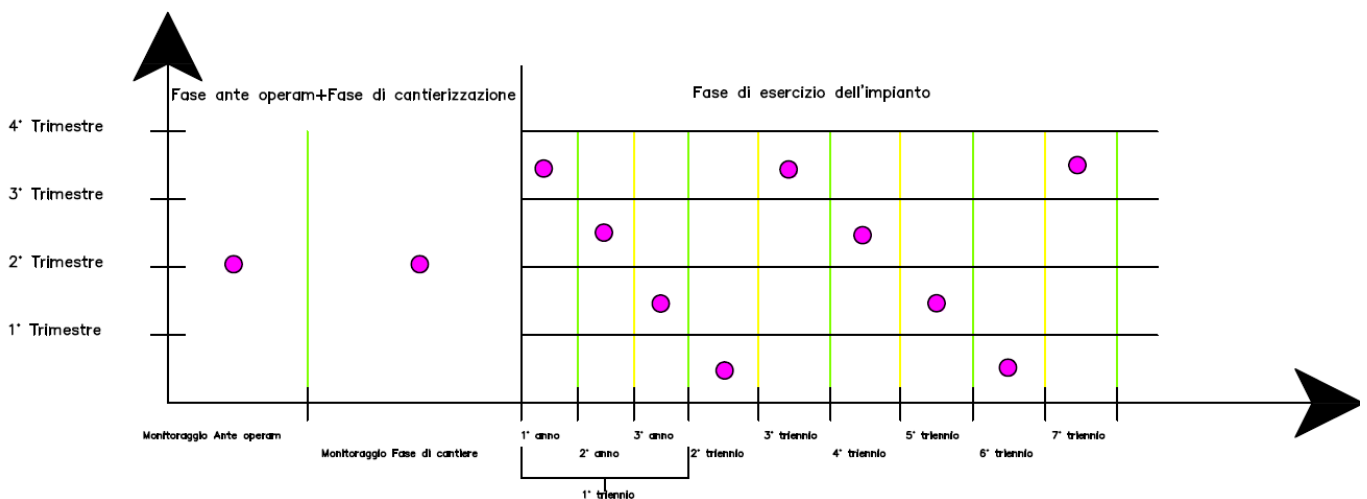 Fase ante operam+Fase di cantierizzazione
Fase di esercizio dell'impianto
4° Trimestre
3° Trimestre
2° Trimestre
1° Trimestre
Monitoraggio Ante operam
Monitoraggio Fase di cantiere
1° anno
2° anno
3° anno
1° triennio
2° triennio
3° triennio
4° triennio
5° triennio
6° triennio
7° triennio